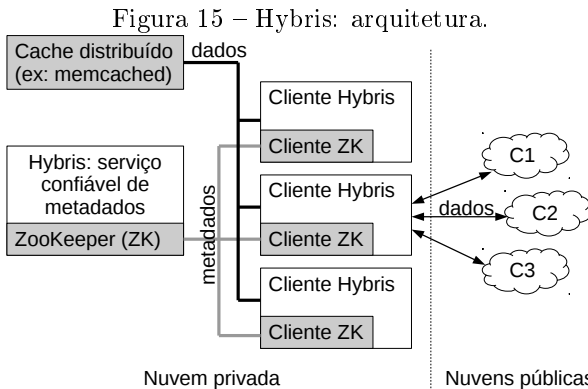 Figura 15 – Hybris: arquitetura.
Cache distribuído
(ex: memcached)
dados
Cliente Hybris
Cliente ZK
Hybris: serviço
confiável de
metadados
ZooKeeper (ZK)
metadados
Cliente Hybris
Cliente ZK
Cliente Hybris
Cliente ZK
C1
dados
C2
C3
Nuvem privada
Nuvens públicas